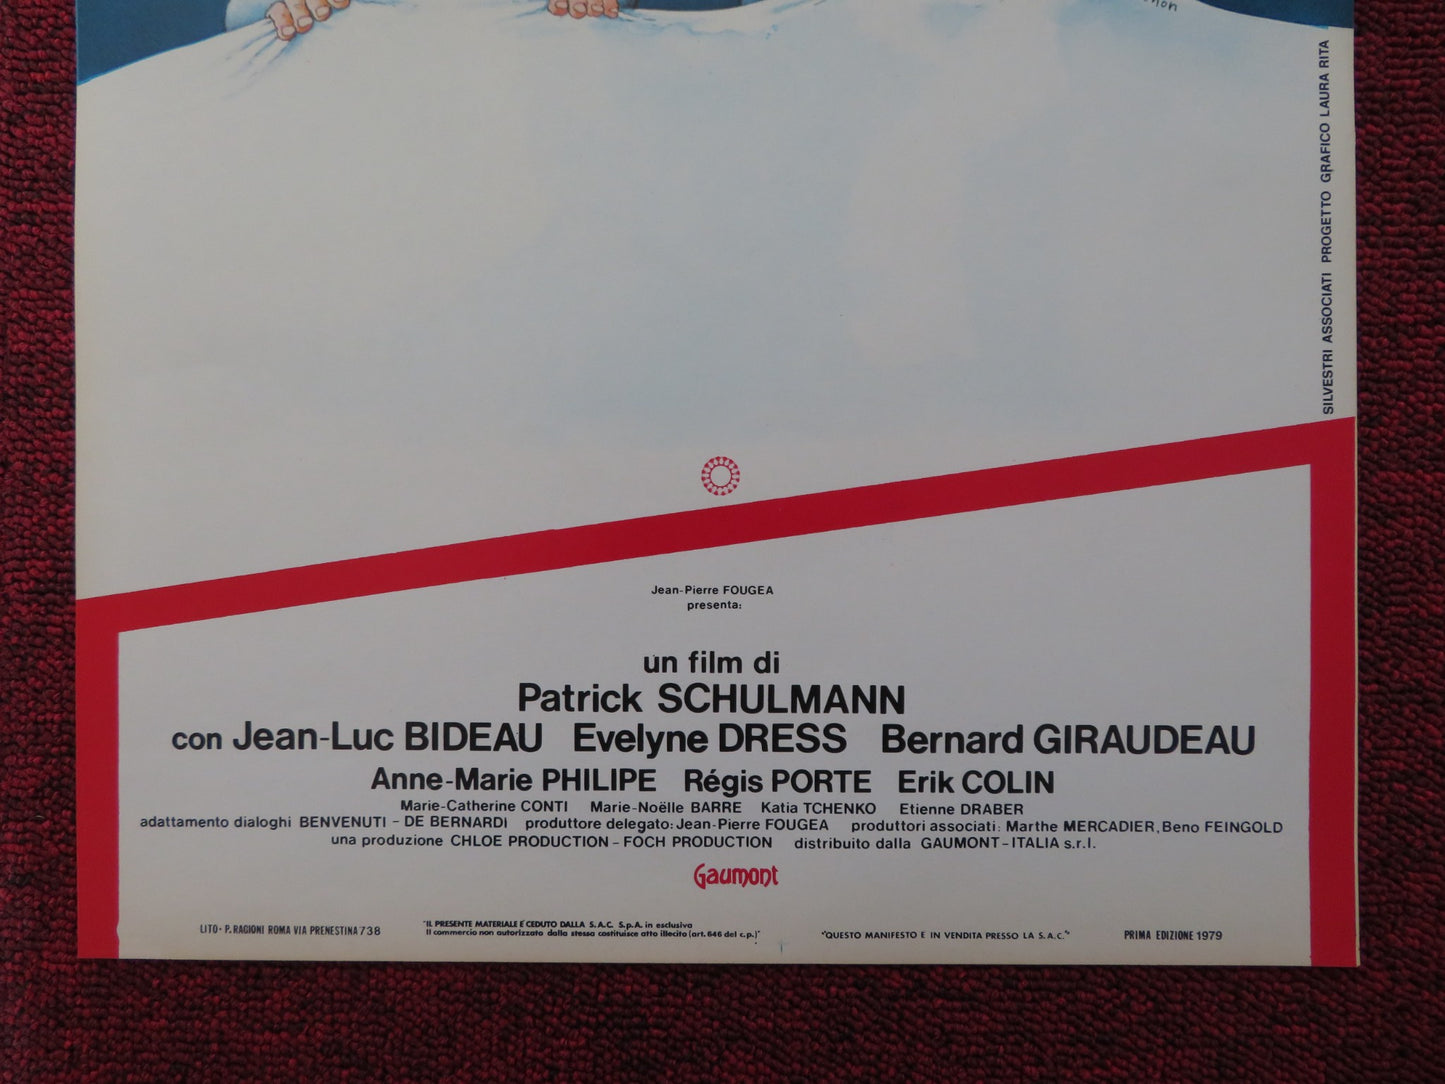 SILVESTRI ASSOCIATI PROGETTO GRAFICO LAURA RITA
Jean-Pierre FOUGEA
presenta:
un film di
Patrick SCHULMANN
con Jean-Luc BIDEAU Evelyne DRESS Bernard GIRAUDEAU
Anne-Marie PHILIPE Régis PORTE Erik COLIN
Marie-Catherine CONTI Marie-Noëlle BARRE Katia TCHENKO Etienne DRABER
adattamento dialoghi BENVENUTI - DE BERNARDI produttore delegato: Jean-Pierre FOUGEA produttori associati: Marthe MERCADIER, Beno FEINGOLD
una produzione CHLOE PRODUCTION - FOCH PRODUCTION distribuito dalla GAUMONT-ITALIA s.r.l.
Gaumont
LITO • P. RAGIONI ROMA VIA PRENESTINA 738
"IL PRESENTE MATERIALE E' CEDUTO DALLA S.A.C. S.p.A. in esclusiva
Il commercio non autorizzato dalla stessa costituisce atto illecito (art. 646 del c.p.)"
"QUESTO MANIFESTO E IN VENDITA PRESSO LA S.A.C."
PRIMA EDIZIONE 1979